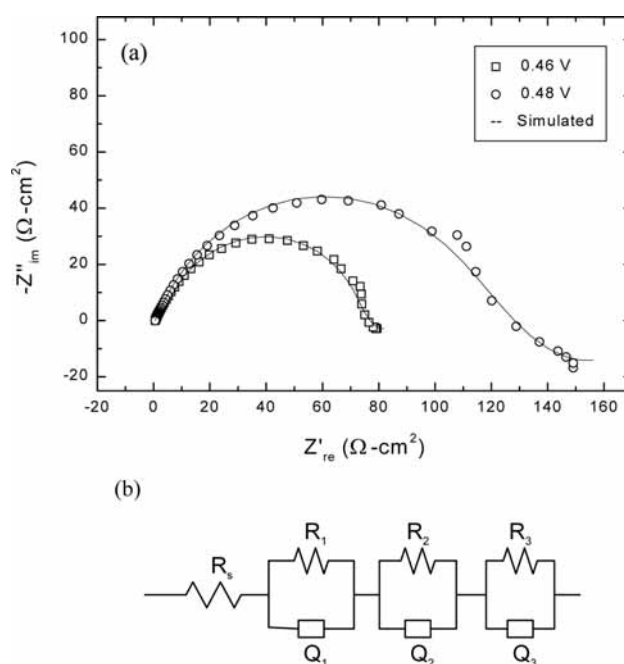 (a)
0.46 V
0.48 V
-- Simulated
100
80
60
40
20
0
-20
-Z"im (Ω-cm²)
-20 0 20 40 60 80 100 120 140 160
Z're (Ω-cm²)
(b)
Rs R1 R2 R3
Q1 Q2 Q3